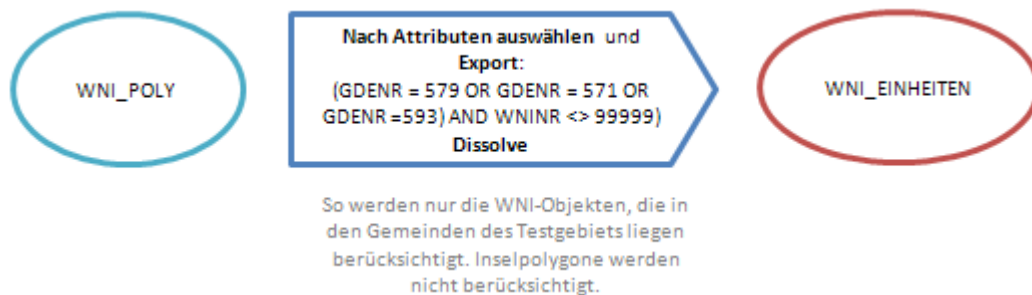 WNI_POLY
Nach Attributen auswählen und
Export:
(GDENR = 579 OR GDENR = 571 OR
GDENR =593) AND WNINR <> 99999)
Dissolve
WNI_EINHEITEN
So werden nur die WNI-Objekten, die in
den Gemeinden des Testgebiets liegen
berücksichtigt. Inselpolygone werden
nicht berücksichtigt.